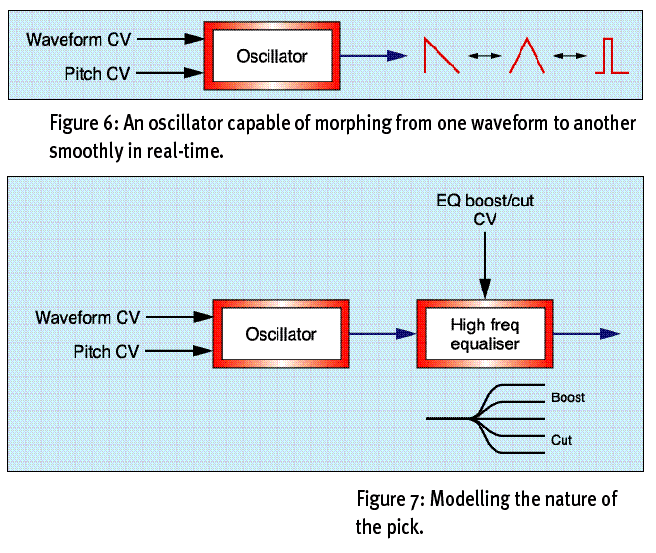 Waveform CV
Pitch CV
Oscillator
Figure 6: An oscillator capable of morphing from one waveform to another
smoothly in real-time.
EQ boost/cut
CV
Waveform CV
Pitch CV
Oscillator
High freq
equaliser
Boost
Cut
Figure 7: Modelling the nature of
the pick.